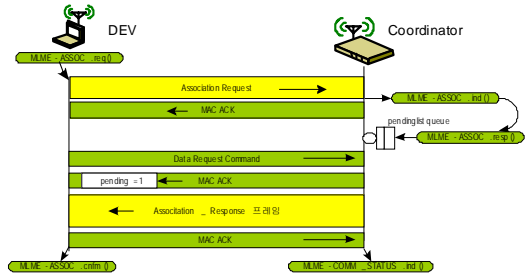 DEV
Coordinator
MLME - ASSOC .req()
Association Request
MLME - ASSOC .ind()
MAC ACK
pendinglist queue
MLME - ASSOC .resp()
Data Request Command
pending =1
MAC ACK
Associtation _ Response 프레임
MAC ACK
MLME - ASSOC .cnfm()
MLME - COMM _STATUS .ind()